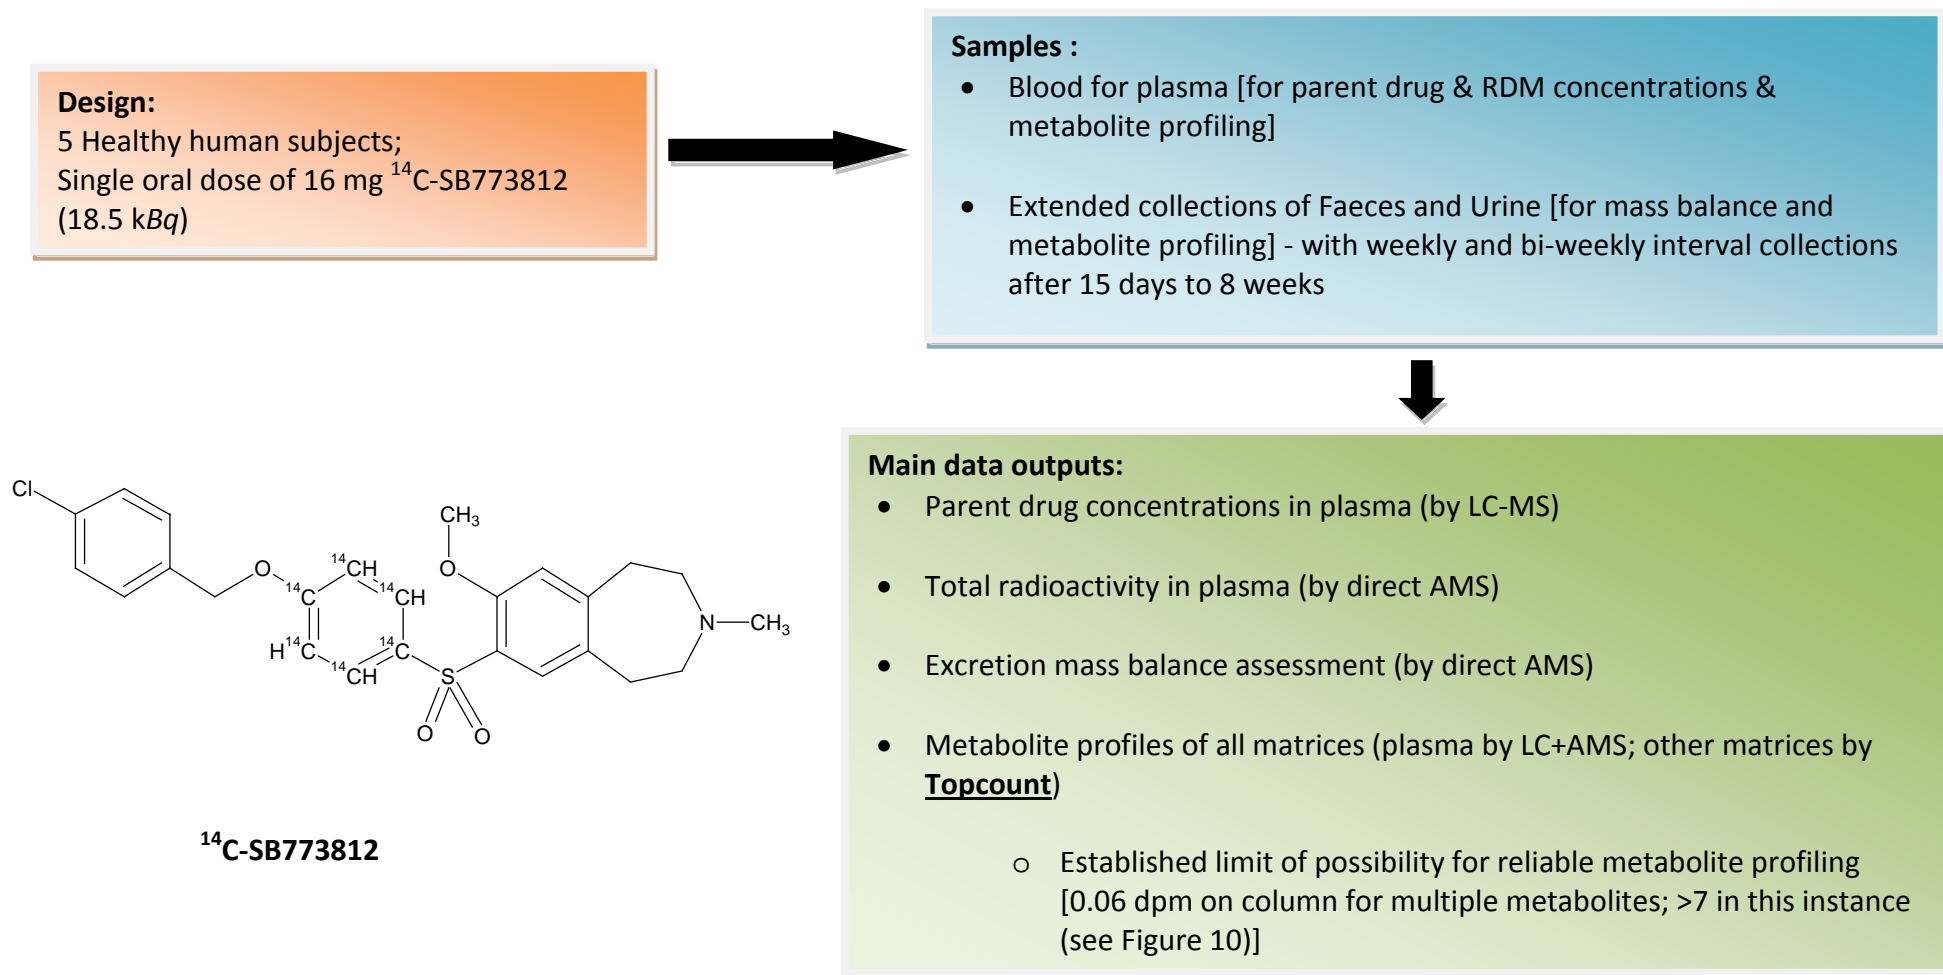 Design:
5 Healthy human subjects;
Single oral dose of 16 mg ¹⁴C-SB773812
(18.5 kBq)
Samples :
• Blood for plasma [for parent drug & RDM concentrations &
metabolite profiling]
• Extended collections of Faeces and Urine [for mass balance and
metabolite profiling] - with weekly and bi-weekly interval collections
after 15 days to 8 weeks
Cl
O
¹⁴C
¹⁴CH
¹⁴CH
H¹⁴C
¹⁴CH
¹⁴C
CH₃
O
S
O
O
N
CH₃
¹⁴C-SB773812
Main data outputs:
• Parent drug concentrations in plasma (by LC-MS)
• Total radioactivity in plasma (by direct AMS)
• Excretion mass balance assessment (by direct AMS)
• Metabolite profiles of all matrices (plasma by LC+AMS; other matrices by
Topcount)
o Established limit of possibility for reliable metabolite profiling
[0.06 dpm on column for multiple metabolites; >7 in this instance
(see Figure 10)]